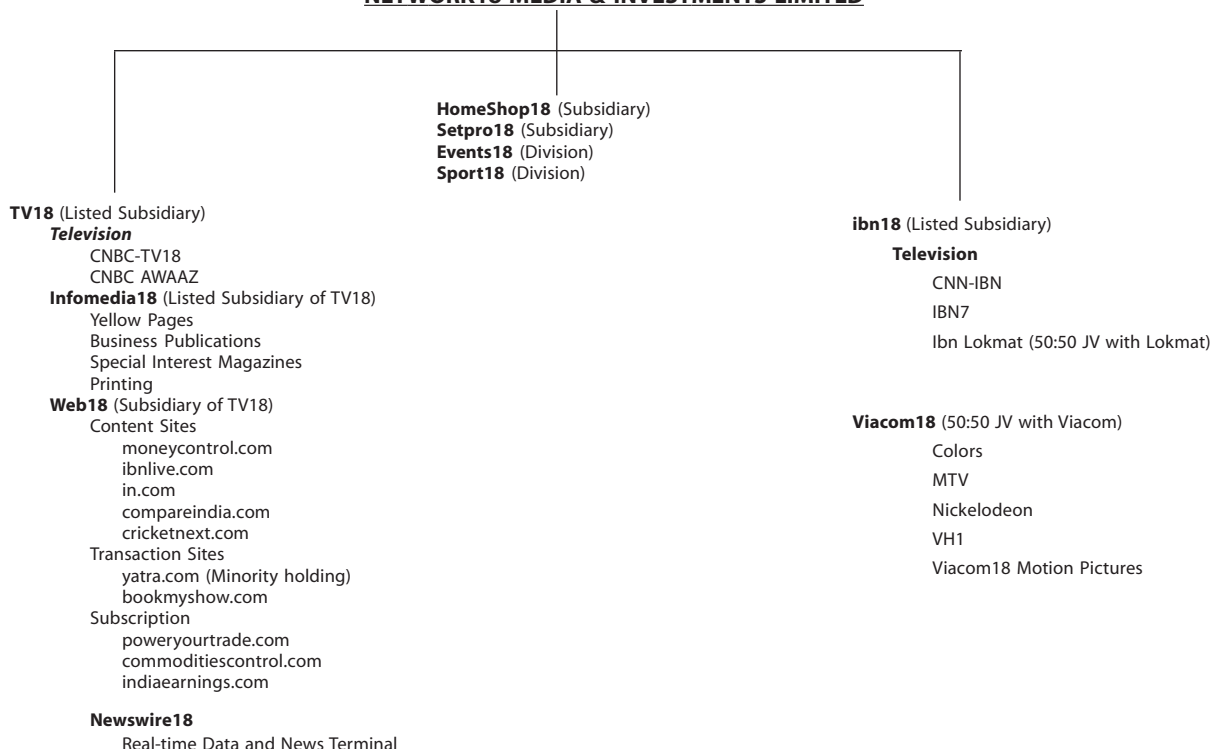 NETWORK18 MEDIA & INVESTMENTS LIMITED
HomeShop18 (Subsidiary)
Setpro18 (Subsidiary)
Events18 (Division)
Sport18 (Division)
TV18 (Listed Subsidiary)
Television
CNBC-TV18
CNBC AWAAZ
Infomedia18 (Listed Subsidiary of TV18)
Yellow Pages
Business Publications
Special Interest Magazines
Printing
Web18 (Subsidiary of TV18)
Content Sites
moneycontrol.com
ibnlive.com
in.com
compareindia.com
cricketnext.com
Transaction Sites
yatra.com (Minority holding)
bookmyshow.com
Subscription
poweryourtrade.com
commoditiescontrol.com
indiaearnings.com
Newswire18
Real-time Data and News Terminal
ibn18 (Listed Subsidiary)
Television
CNN-IBN
IBN7
Ibn Lokmat (50:50 JV with Lokmat)
Viacom18 (50:50 JV with Viacom)
Colors
MTV
Nickelodeon
VH1
Viacom18 Motion Pictures